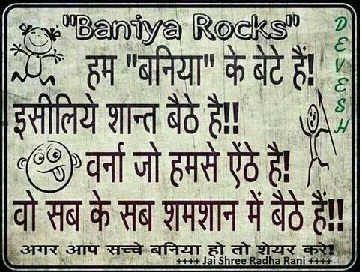 "Baniya Rocks"
DEVESH
हम "बनिया" के बेटे हैं!
इसीलिये शान्त बैठे है!!
वर्ना जो हमसे ऐंठे है!
वो सब के सब शमशान में बैठे हैं!!
अगर आप सच्चे बनिया हो तो शेयर करे!
++++ Jai Shree Radha Rani ++++